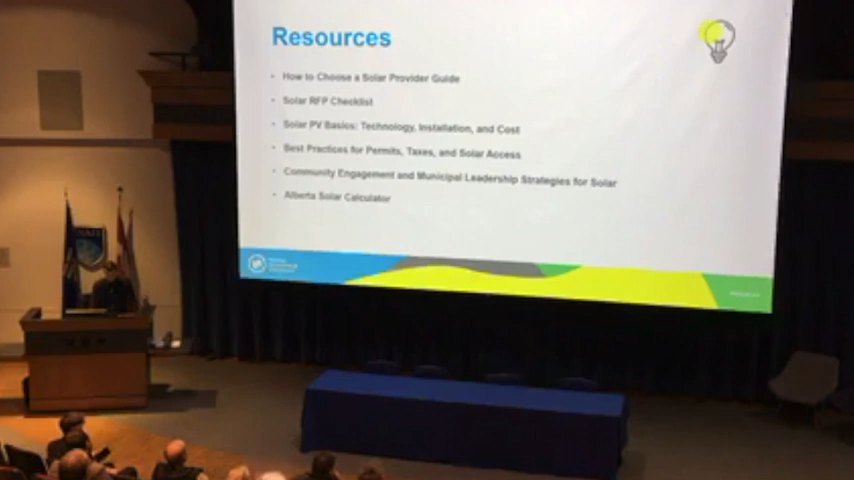 Resources
• How to Choose a Solar Provider Guide
• Solar RFP Checklist
• Solar PV Basics: Technology, Installation, and Cost
• Best Practices for Permits, Taxes, and Solar Access
• Community Engagement and Municipal Leadership Strategies for Solar
• Alberta Solar Calculator